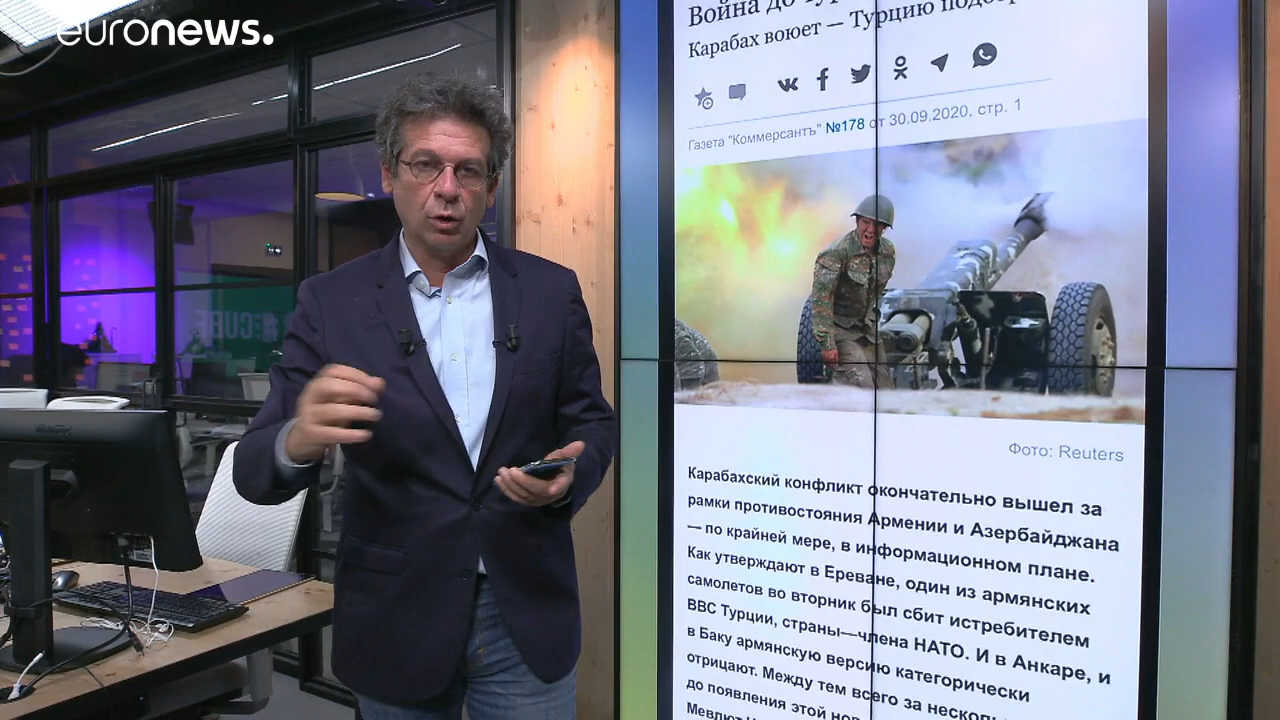 euronews.
Война до
Карабах воюет — Турцию
Газета "Коммерсантъ" №178 от 30.09.2020, стр. 1
Фото: Reuters
Карабахский конфликт окончательно вышел за
рамки противостояния Армении и Азербайджана
— по крайней мере, в информационном плане.
Как утверждают в Ереване, один из армянских
самолетов во вторник был сбит истребителем
ВВС Турции, страны—члена НАТО. И в Анкаре, и
в Баку армянскую версию категорически
отрицают. Между тем всего за
до появления этой
#CUBE